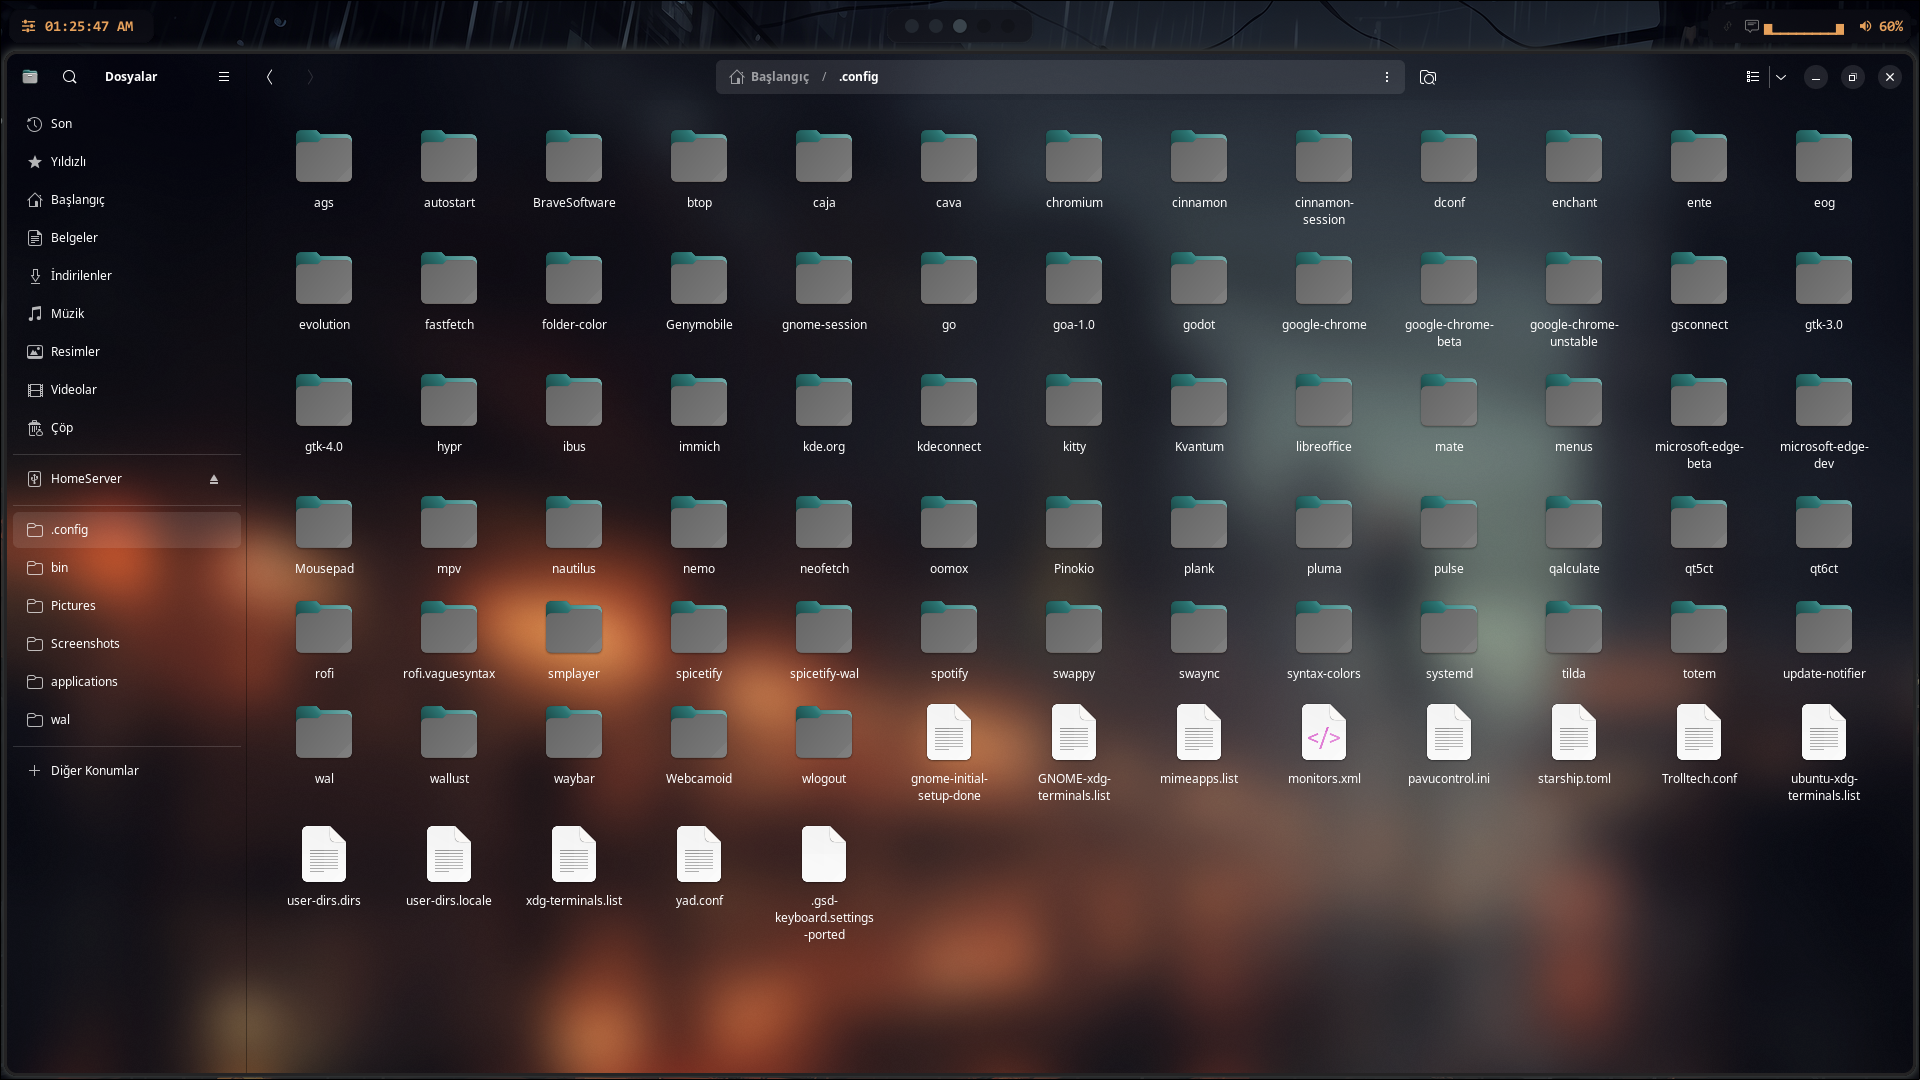 01:25:47 AM
60%
Dosyalar
Başlangıç / .config
Son
Yıldızlı
Başlangıç
Belgeler
İndirilenler
Müzik
Resimler
Videolar
Çöp
HomeServer
.config
bin
Pictures
Screenshots
applications
wal
Diğer Konumlar
ags
autostart
BraveSoftware
btop
caja
cava
chromium
cinnamon
cinnamon-
session
dconf
enchant
ente
eog
evolution
fastfetch
folder-color
Genymobile
gnome-session
go
goa-1.0
godot
google-chrome
google-chrome-
beta
google-chrome-
unstable
gsconnect
gtk-3.0
gtk-4.0
hypr
ibus
immich
kde.org
kdeconnect
kitty
Kvantum
libreoffice
mate
menus
microsoft-edge-
beta
microsoft-edge-
dev
Mousepad
mpv
nautilus
nemo
neofetch
oomox
Pinokio
plank
pluma
pulse
qalculate
qt5ct
qt6ct
rofi
rofi.vaguesyntax
smplayer
spicetify
spicetify-wal
spotify
swappy
swaync
syntax-colors
systemd
tilda
totem
update-notifier
wal
wallust
waybar
Webcamoid
wlogout
gnome-initial-
setup-done
GNOME-xdg-
terminals.list
mimeapps.list
</>
monitors.xml
pavucontrol.ini
starship.toml
Trolltech.conf
ubuntu-xdg-
terminals.list
user-dirs.dirs
user-dirs.locale
xdg-terminals.list
yad.conf
.gsd-
keyboard.settings
-ported